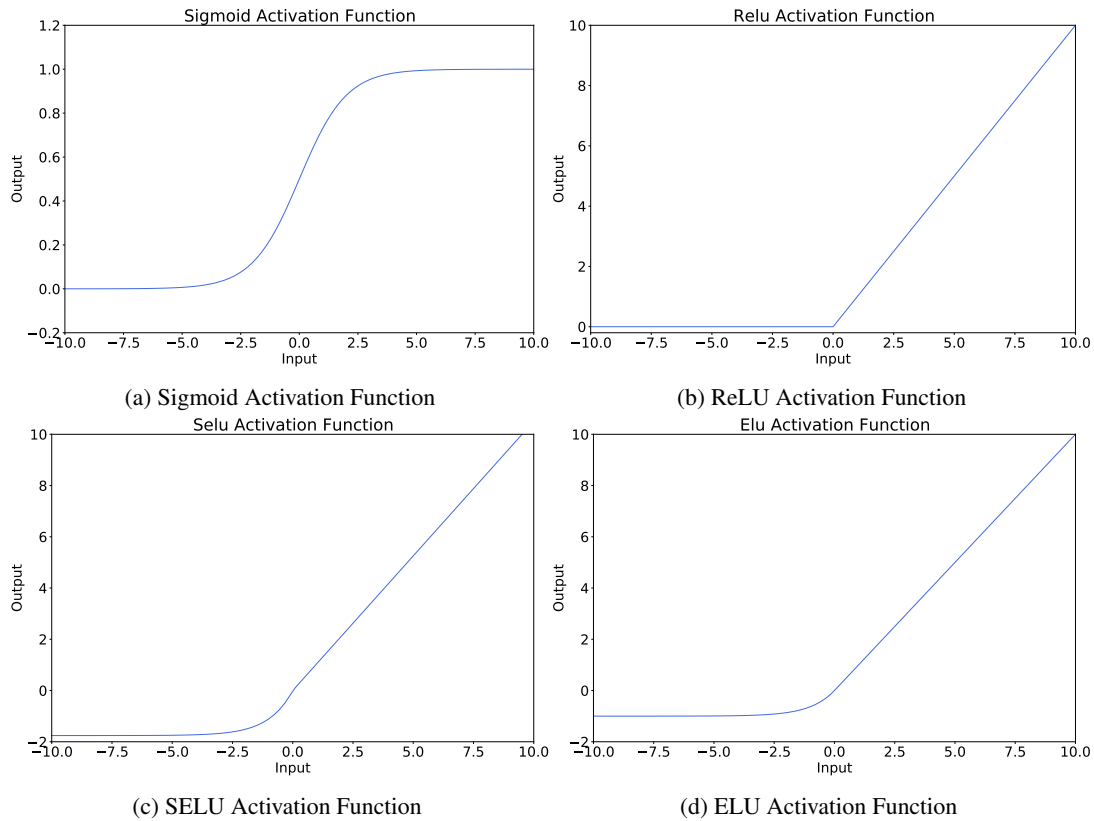 Sigmoid Activation Function
1.2
1.0
0.8
0.6
0.4
0.2
0.0
−0.2
Output
−10.0 −7.5 −5.0 −2.5 0.0 2.5 5.0 7.5 10.0
Input
(a) Sigmoid Activation Function
Relu Activation Function
10
8
6
4
2
0
Output
−10.0 −7.5 −5.0 −2.5 0.0 2.5 5.0 7.5 10.0
Input
(b) ReLU Activation Function
Selu Activation Function
10
8
6
4
2
0
−2
Output
−10.0 −7.5 −5.0 −2.5 0.0 2.5 5.0 7.5 10.0
Input
(c) SELU Activation Function
Elu Activation Function
10
8
6
4
2
0
−2
Output
−10.0 −7.5 −5.0 −2.5 0.0 2.5 5.0 7.5 10.0
Input
(d) ELU Activation Function